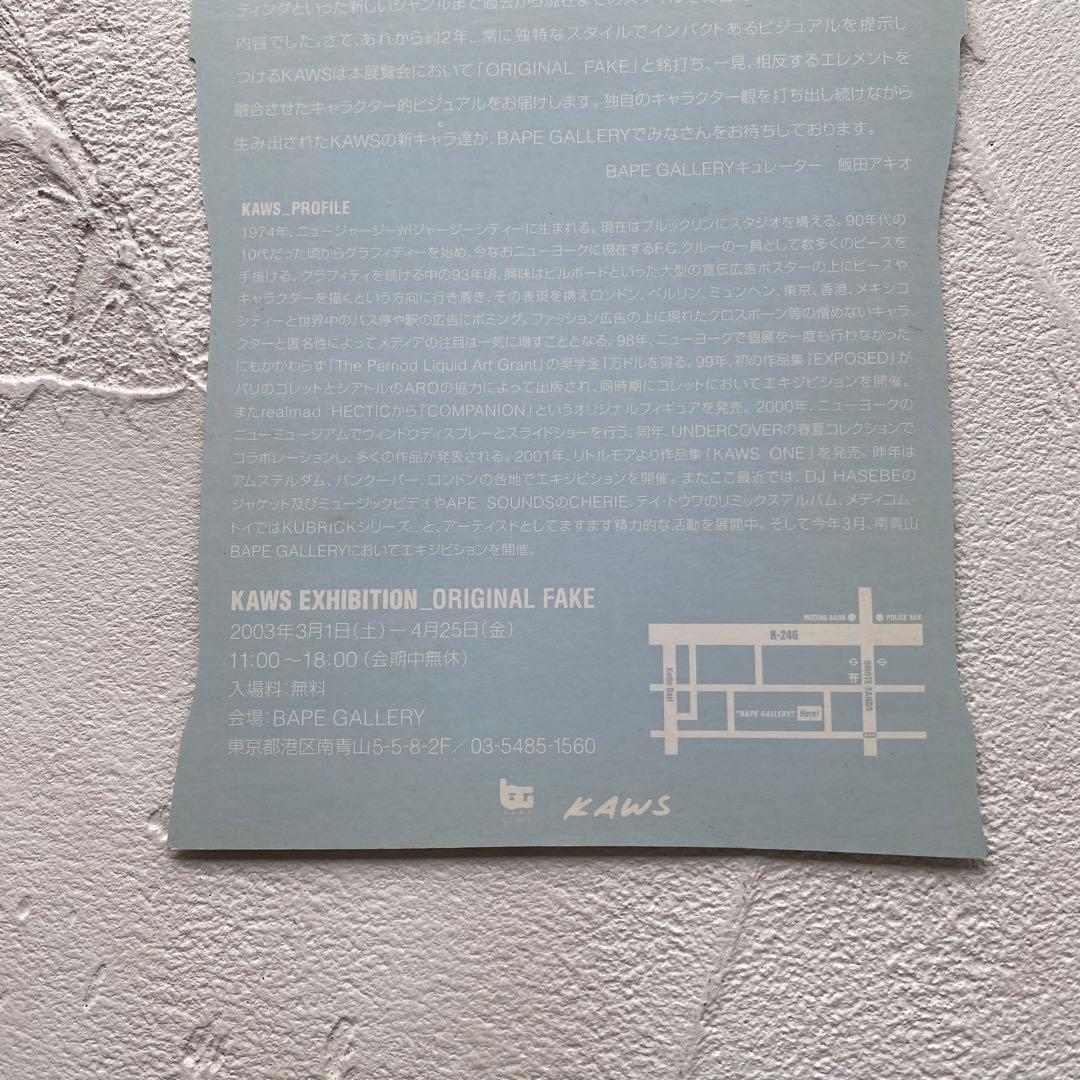 ティングといった新しいジャンルまで過去から現在までのスタイルを
内容でした。さて、あれから約2年...常に独特なスタイルでインパクトあるビジュアルを提示し
つけるKAWSは本展覧会において「ORIGINAL FAKE」と銘打ち、一見、相反するエレメントを
融合させたキャラクター的ビジュアルをお届けします。独自のキャラクター観を打ち出し続けながら
生み出されたKAWSの新キャラ達が、BAPE GALLERYでみなさんをお待ちしております。
BAPE GALLERYキュレーター 飯田アキオ
KAWS_PROFILE
1974年、ニュージャージー州ジャージーシティーに生まれる。現在はブルックリンにスタジオを構える。90年代の
10代だった頃からグラフィティーを始め、今なおニューヨークに現在するF.C.クルーの一員として数多くのピースを
手掛ける。グラフィティを続ける中の93年頃、興味はビルボードといった大型の宣伝広告ポスターの上にピースや
キャラクターを描くという方向に行き着き、その表現を携えロンドン、ベルリン、ミュンヘン、東京、香港、メキシコ
シティーと世界中のバス停や駅の広告にボミング。ファッション広告の上に現れたクロスボーン等の憎めないキャラ
クターと匿名性によってメディアの注目は一気に増すこととなる。98年、ニューヨークで個展を一度も行わなかった
にもかかわらず「The Pernod Liquid Art Grant」の奨学金1万ドルを得る。99年、初の作品集『EXPOSED』が
パリのコレットとシアトルのAROの協力によって出版され、同時期にコレットにおいてエキジビションを開催。
またrealmad HECTICから「COMPANION」というオリジナルフィギュアを発売。2000年、ニューヨークの
ニューミュージアムでウィンドウディスプレーとスライドショーを行う。同年、UNDERCOVERの春夏コレクションで
コラボレーションし、多くの作品が発表される。2001年、リトルモアより作品集『KAWS ONE』を発売。昨年は
アムステルダム、バンクーバー、ロンドンの各地でエキジビションを開催。またここ最近では、DJ HASEBEの
ジャケット及びミュージックビデオやAPE SOUNDSのCHERIE、テイ・トウワのリミックスアルバム、メディコム・
トイではKUBRICKシリーズ...と、アーティストとしてますます精力的な活動を展開中。そして今年3月、南青山
BAPE GALLERYにおいてエキジビションを開催。
KAWS EXHIBITION_ORIGINAL FAKE
2003年3月1日(土)ー4月25日(金)
11:00〜18:00(会期中無休)
入場料:無料
会場:BAPE GALLERY
東京都港区南青山5-5-8-2F/03-5485-1560
MIZUHO BANK
POLICE BOX
R-246
Kotto Dori
OMOTE SANDO
"BAPE GALLERY" Here!
gallery
KAWS